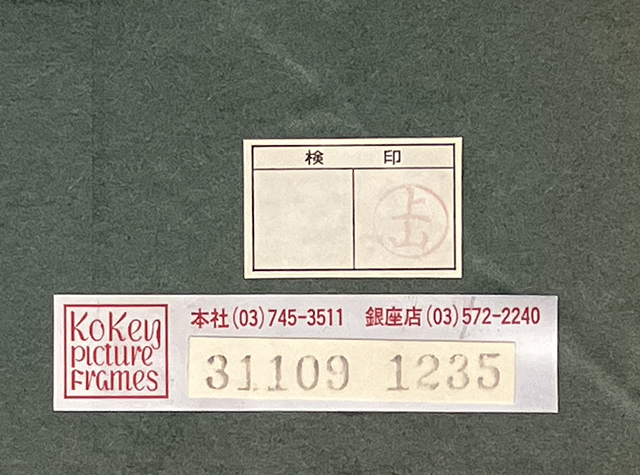 検 印
上山
KoKey
picture
Frames
本社(03)745-3511 銀座店(03)572-2240
31109 1235